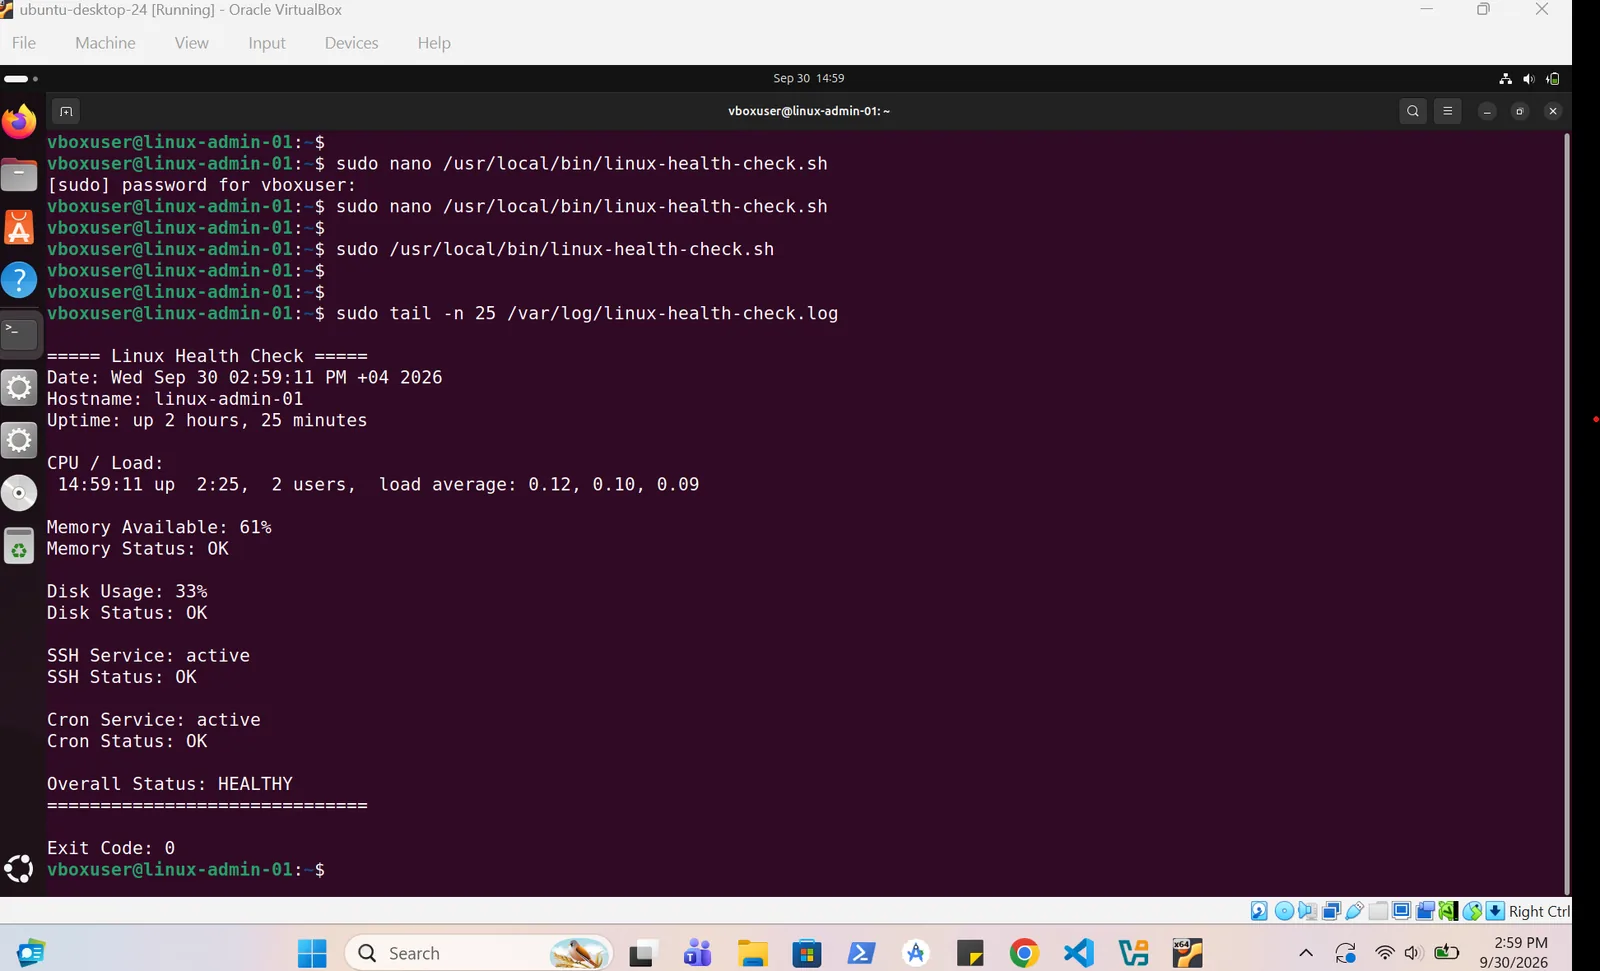 ubuntu-desktop-24 [Running] - Oracle VirtualBox
File Machine View Input Devices Help
Sep 30 14:59
vboxuser@linux-admin-01: ~
vboxuser@linux-admin-01:~$
vboxuser@linux-admin-01:~$ sudo nano /usr/local/bin/linux-health-check.sh
[sudo] password for vboxuser:
vboxuser@linux-admin-01:~$ sudo nano /usr/local/bin/linux-health-check.sh
vboxuser@linux-admin-01:~$
vboxuser@linux-admin-01:~$ sudo /usr/local/bin/linux-health-check.sh
vboxuser@linux-admin-01:~$
vboxuser@linux-admin-01:~$
vboxuser@linux-admin-01:~$ sudo tail -n 25 /var/log/linux-health-check.log
===== Linux Health Check =====
Date: Wed Sep 30 02:59:11 PM +04 2026
Hostname: linux-admin-01
Uptime: up 2 hours, 25 minutes
CPU / Load:
14:59:11 up  2:25,  2 users,  load average: 0.12, 0.10, 0.09
Memory Available: 61%
Memory Status: OK
Disk Usage: 33%
Disk Status: OK
SSH Service: active
SSH Status: OK
Cron Service: active
Cron Status: OK
Overall Status: HEALTHY
==============================
Exit Code: 0
vboxuser@linux-admin-01:~$
Right Ctrl
Search
x64
2:59 PM
9/30/2026